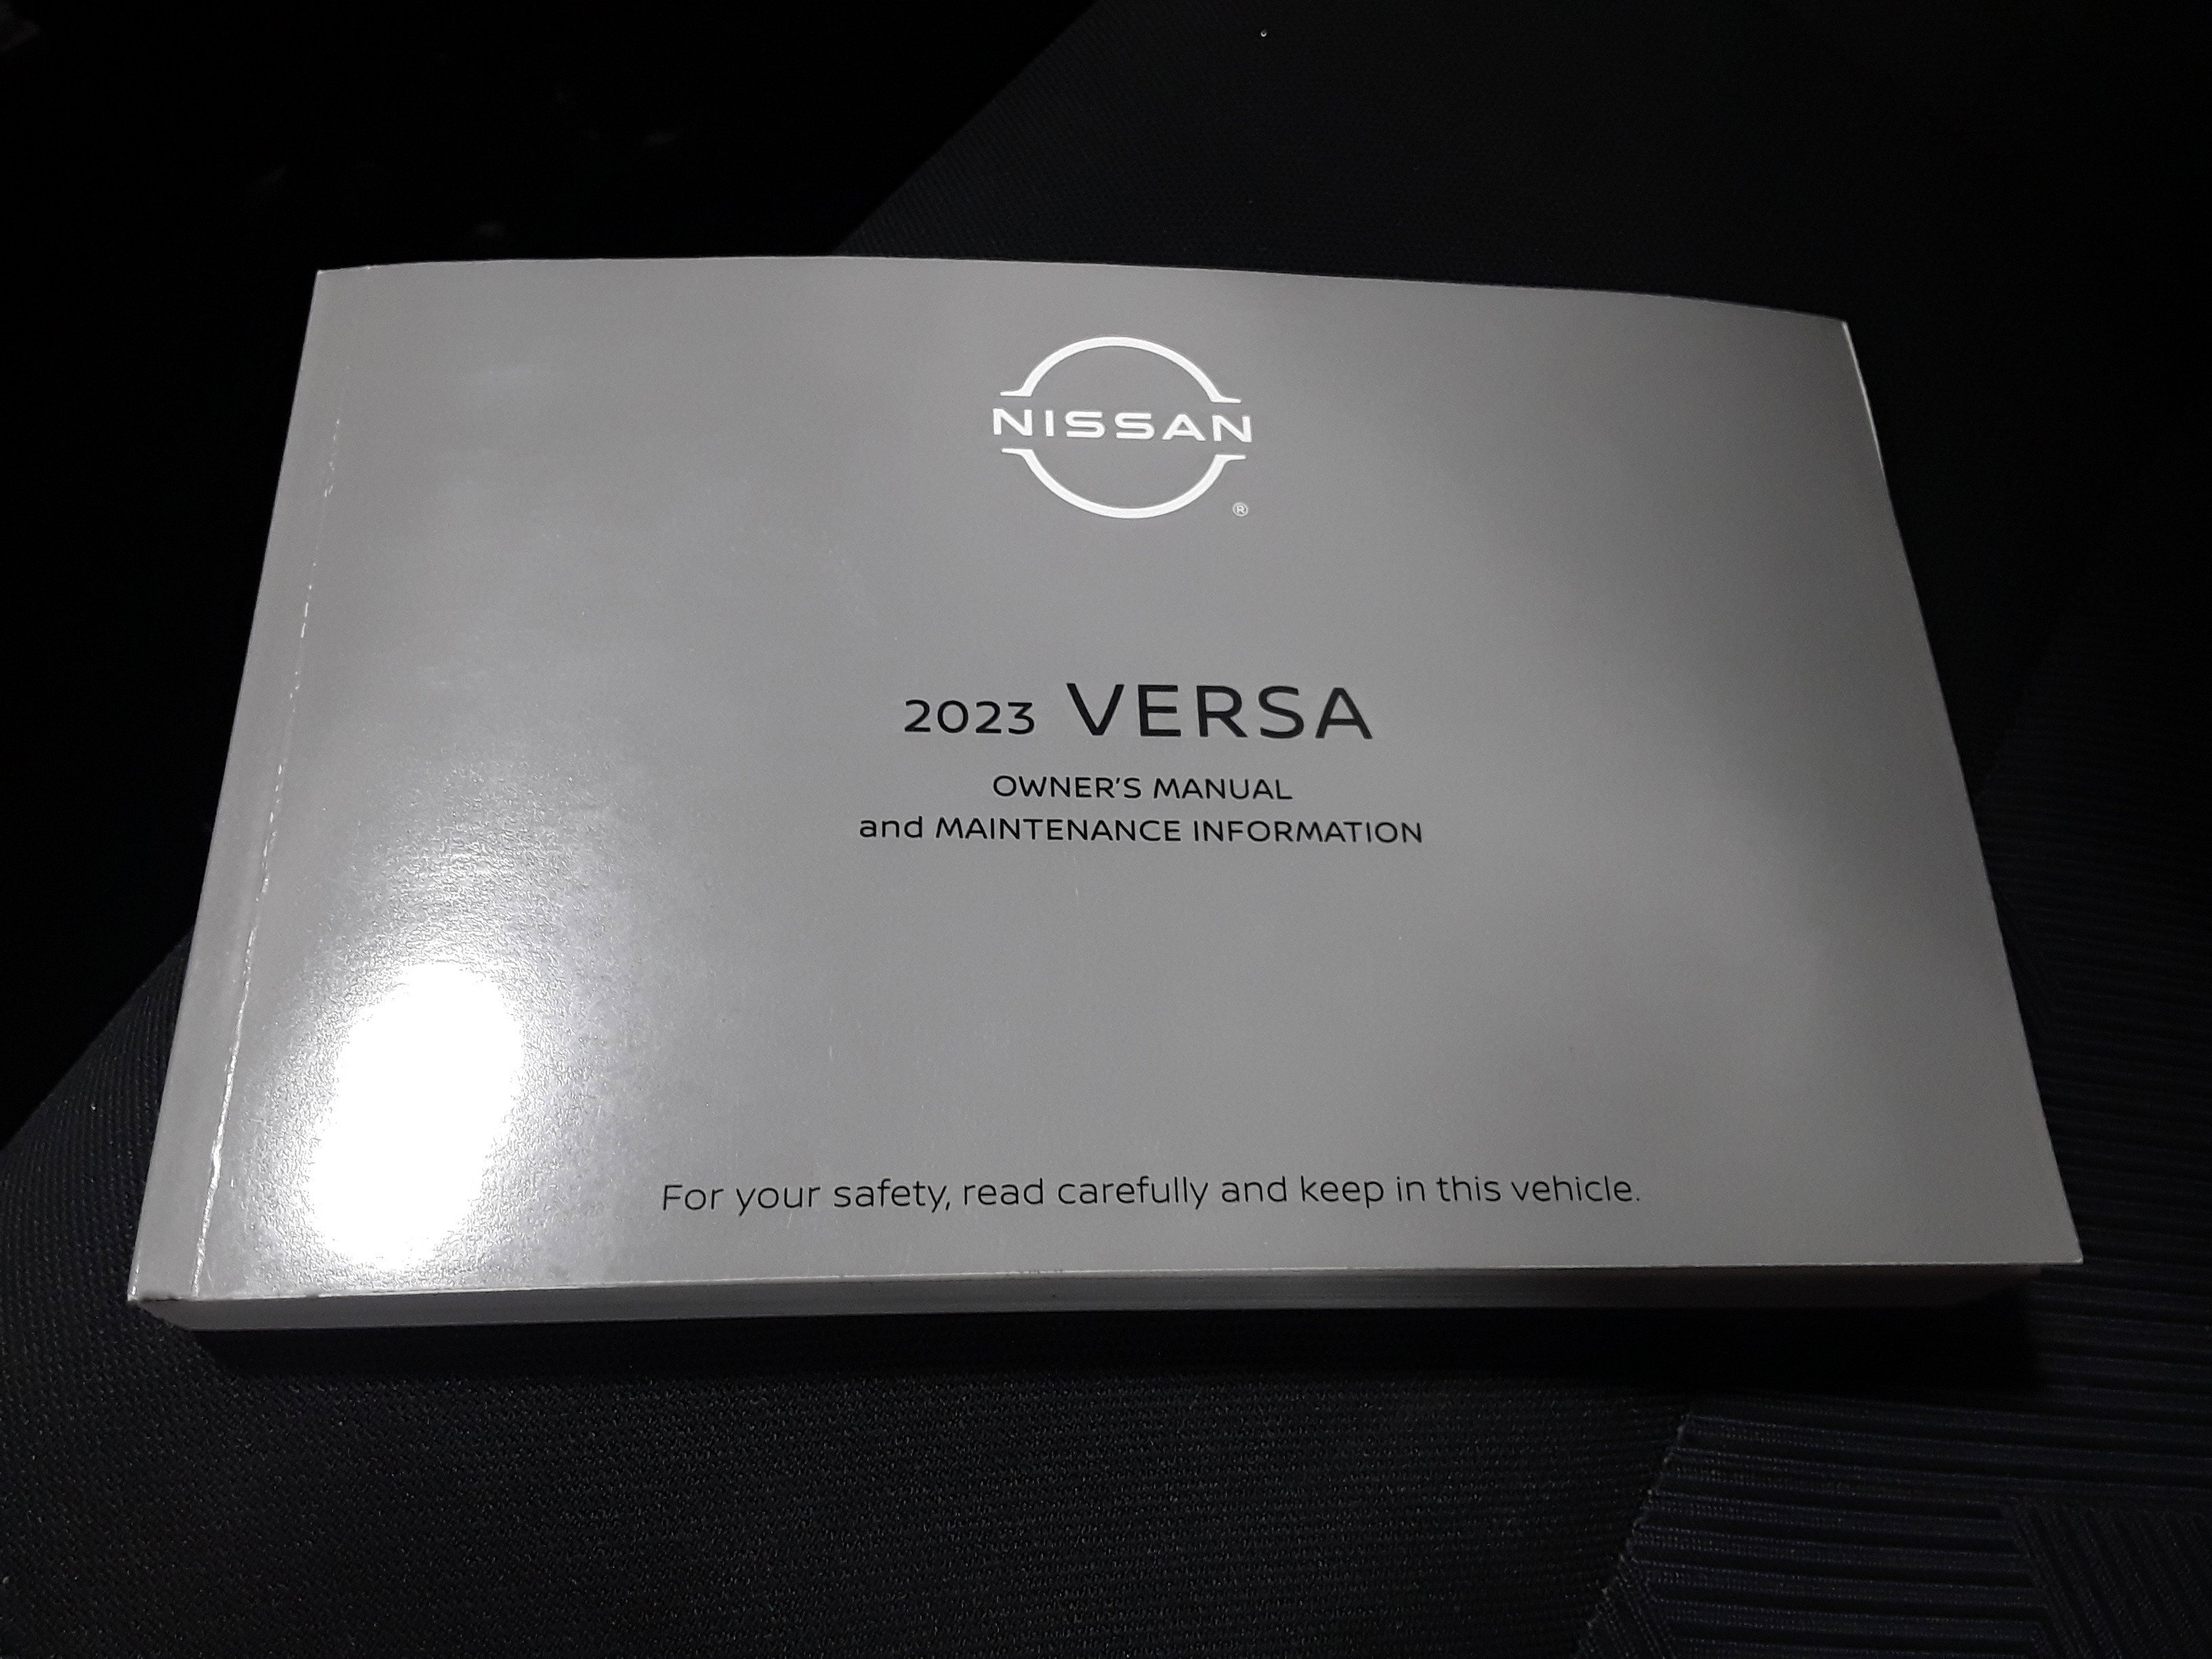 NISSAN
®
2023 VERSA
OWNER'S MANUAL
and MAINTENANCE INFORMATION
For your safety, read carefully and keep in this vehicle.